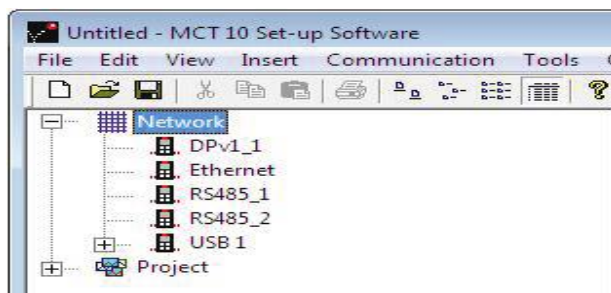 Untitled - MCT 10 Set-up Software
File Edit View Insert Communication Tools
Network
DPv1_1
Ethernet
RS485_1
RS485_2
USB 1
Project